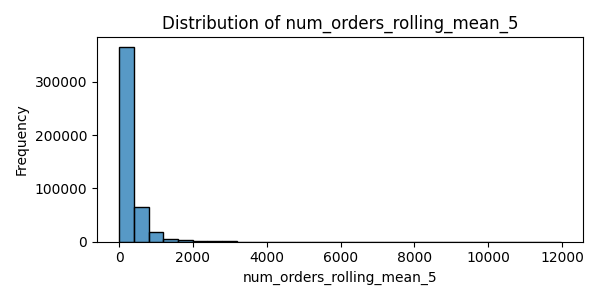 Distribution of num_orders_rolling_mean_5
Frequency
300000
200000
100000
0
0 2000 4000 6000 8000 10000 12000
num_orders_rolling_mean_5